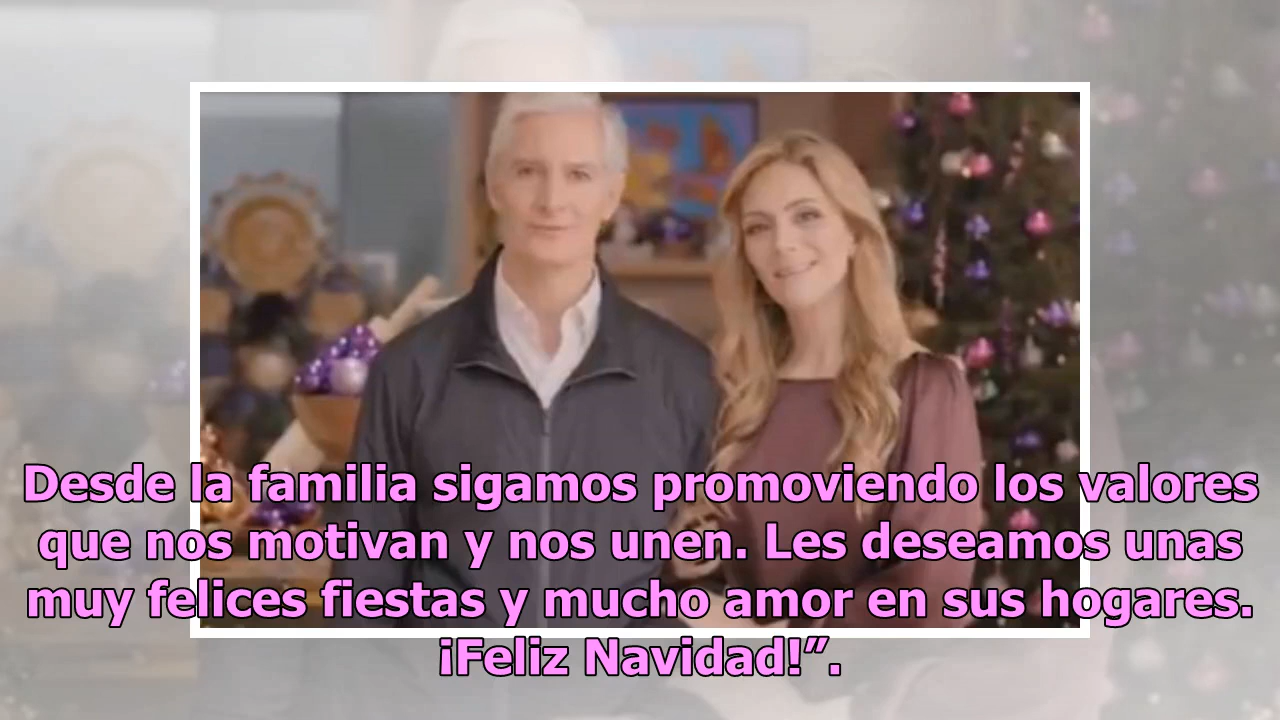 Desde la familia sigamos promoviendo los valores
que nos motivan y nos unen. Les deseamos unas
muy felices fiestas y mucho amor en sus hogares.
¡Feliz Navidad!”.